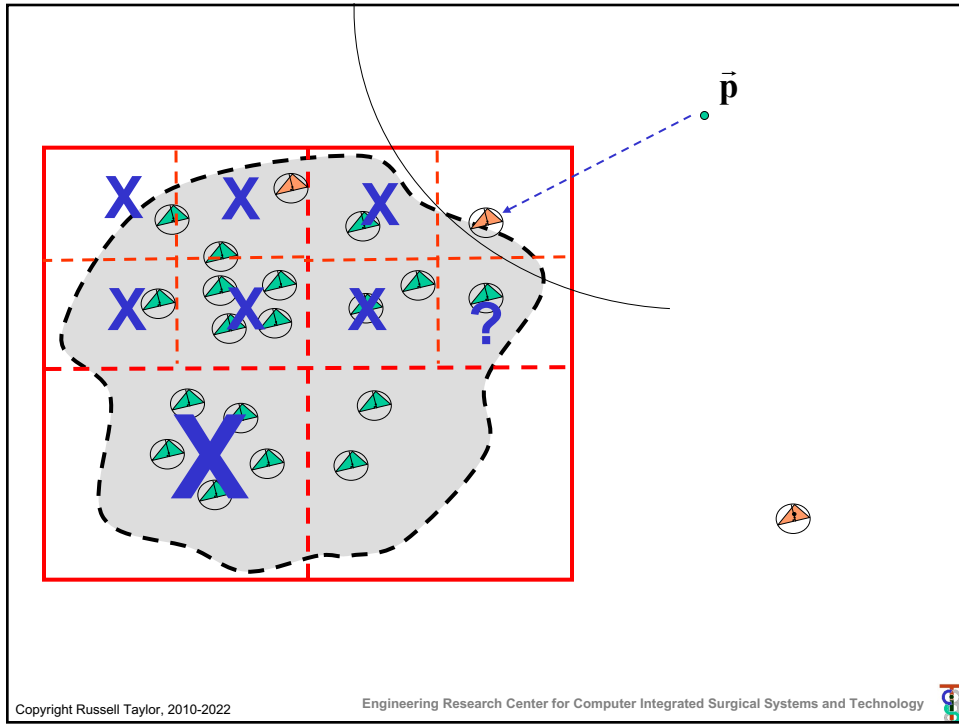 p
X X X
X X X ?
X
Copyright Russell Taylor, 2010-2022
Engineering Research Center for Computer Integrated Surgical Systems and Technology